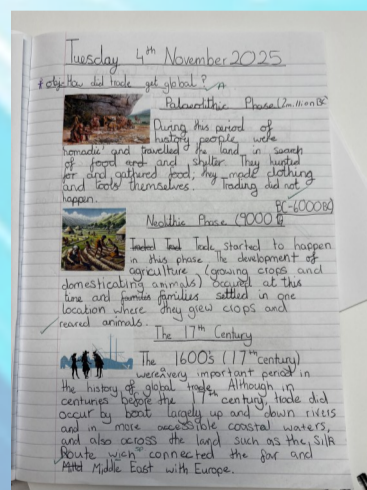 Tuesday 4th November 2025
* obj: How did trade get global?
Palaeolithic Phase (2 million BC
During this period of
history people were
nomadic and travelled the land in search
of food and and shelter. They hunted
for and gathered food; they made clothing
and tools themselves. Trading did not
happen.
BC-6000BC)
Neolithic Phase (9000
Traded Trad Trade started to happen
in this phase The development of
agriculture (growing crops and
domesticating animals) occured at this
time and families settled in one
location where they grew crops and
reared animals.
The 17th Century
The 1600's (17th century)
were a very important period in
the history of global trade. Although in
centuries before the 17th century, trade did
occur by boat largely up and down rivers
and in more accessible coastal waters,
and also across the land such as the Silk
Route wich connected the far and
Middle East with Europe.